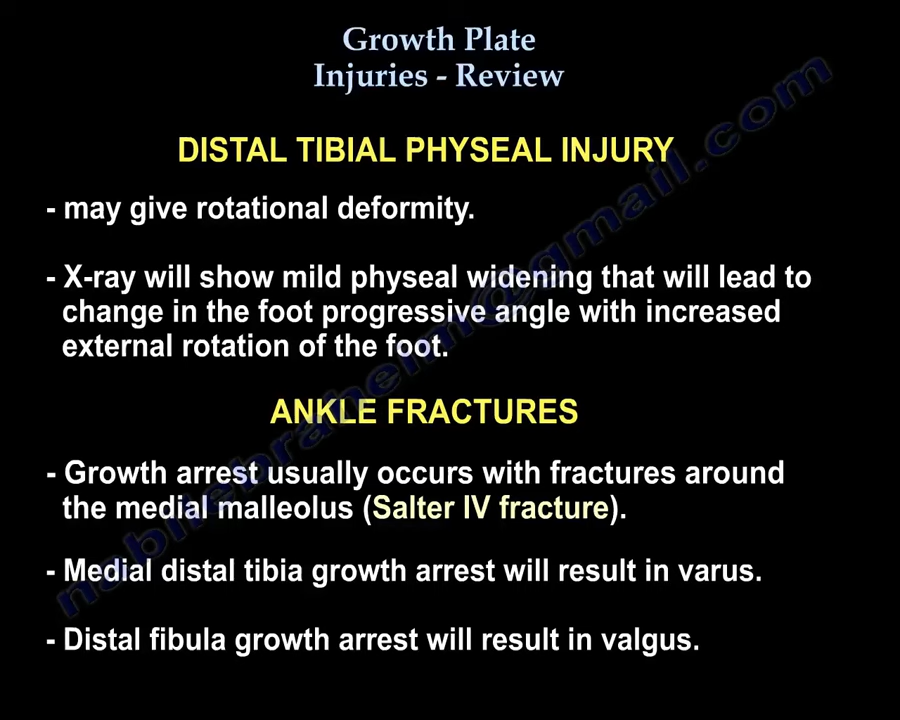 Growth Plate
Injuries - Review
DISTAL TIBIAL PHYSEAL INJURY
- may give rotational deformity.
- X-ray will show mild physeal widening that will lead to
change in the foot progressive angle with increased
external rotation of the foot.
ANKLE FRACTURES
- Growth arrest usually occurs with fractures around
the medial malleolus (Salter IV fracture).
- Medial distal tibia growth arrest will result in varus.
- Distal fibula growth arrest will result in valgus.
nabilebraheim@gmail.com